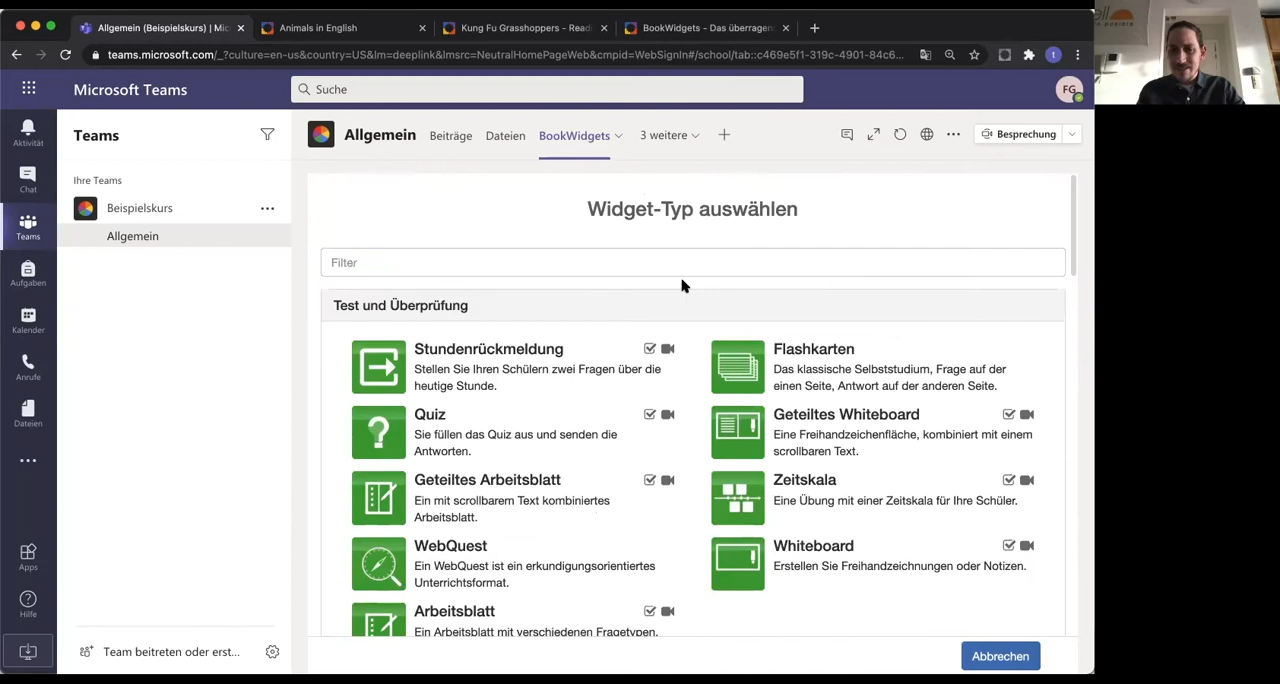 Allgemein (Beispielskurs) | Mic
Animals in English
Kung Fu Grasshoppers - Readi
BookWidgets - Das überragen
teams.microsoft.com/_?culture=en-us&country=US&lm=deeplink&lmsrc=NeutralHomePageWeb&cmpid=WebSignIn#/school/tab::c469e5f1-319c-4901-84c6...
t
Microsoft Teams
Suche
FG
Aktivität
Chat
Teams
Aufgaben
Kalender
Anrufe
Dateien
Apps
Hilfe
Teams
Ihre Teams
Beispielskurs
Allgemein
Team beitreten oder erst...
Allgemein
Beiträge
Dateien
BookWidgets
3 weitere
Besprechung
Widget-Typ auswählen
Filter
Test und Überprüfung
Stundenrückmeldung
Stellen Sie Ihren Schülern zwei Fragen über die
heutige Stunde.
Flashkarten
Das klassische Selbststudium, Frage auf der
einen Seite, Antwort auf der anderen Seite.
Quiz
Sie füllen das Quiz aus und senden die
Antworten.
Geteiltes Whiteboard
Eine Freihandzeichenfläche, kombiniert mit einem
scrollbaren Text.
Geteiltes Arbeitsblatt
Ein mit scrollbarem Text kombiniertes
Arbeitsblatt.
Zeitskala
Eine Übung mit einer Zeitskala für Ihre Schüler.
WebQuest
Ein WebQuest ist ein erkundigungsorientiertes
Unterrichtsformat.
Whiteboard
Erstellen Sie Freihandzeichnungen oder Notizen.
Arbeitsblatt
Ein Arbeitsblatt mit verschiedenen Fragetypen.
Abbrechen